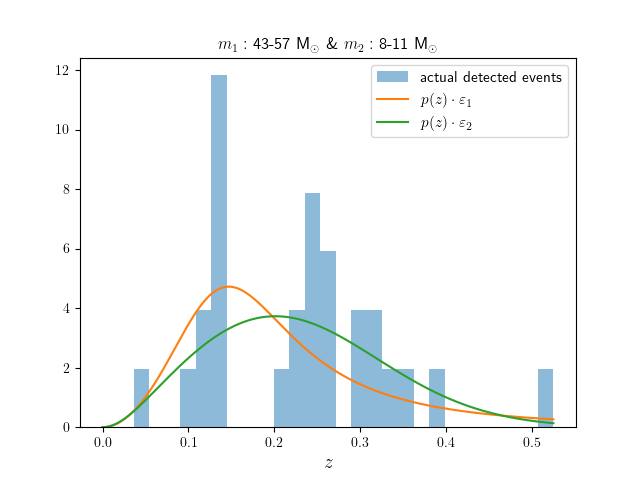 m₁ : 43-57 M☉ & m₂ : 8-11 M☉
actual detected events
p(z) · ε₁
p(z) · ε₂
12
10
8
6
4
2
0
0.0 0.1 0.2 0.3 0.4 0.5
z